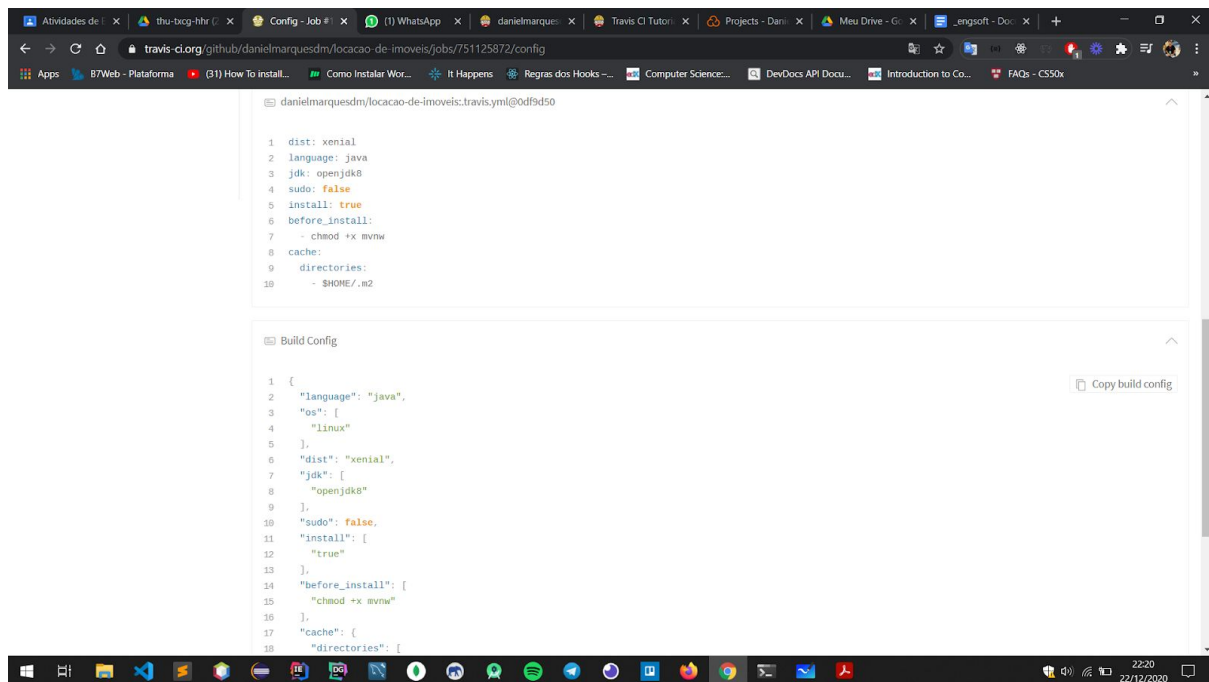 Atividades de E
thu-txcg-hhr (2
Config - Job #1
(1) WhatsApp
danielmarques
Travis CI Tutori
Projects - Dani
Meu Drive - Go
_engsoft - Doc
travis-ci.org/github/danielmarquesdm/locacao-de-imoveis/jobs/751125872/config
Apps
B7Web - Plataforma
(31) How To install...
Como Instalar Wor...
It Happens
Regras dos Hooks –...
Computer Science:...
DevDocs API Docu...
Introduction to Co...
FAQs - CS50x
»
danielmarquesdm/locacao-de-imoveis:.travis.yml@0df9d50
1 dist: xenial
2 language: java
3 jdk: openjdk8
4 sudo: false
5 install: true
6 before_install:
7 - chmod +x mvnw
8 cache:
9 directories:
10 - $HOME/.m2
Build Config
Copy build config
1 {
2 "language": "java",
3 "os": [
4 "linux"
5 ],
6 "dist": "xenial",
7 "jdk": [
8 "openjdk8"
9 ],
10 "sudo": false,
11 "install": [
12 "true"
13 ],
14 "before_install": [
15 "chmod +x mvnw"
16 ],
17 "cache": {
18 "directories": [
22:20
22/12/2020